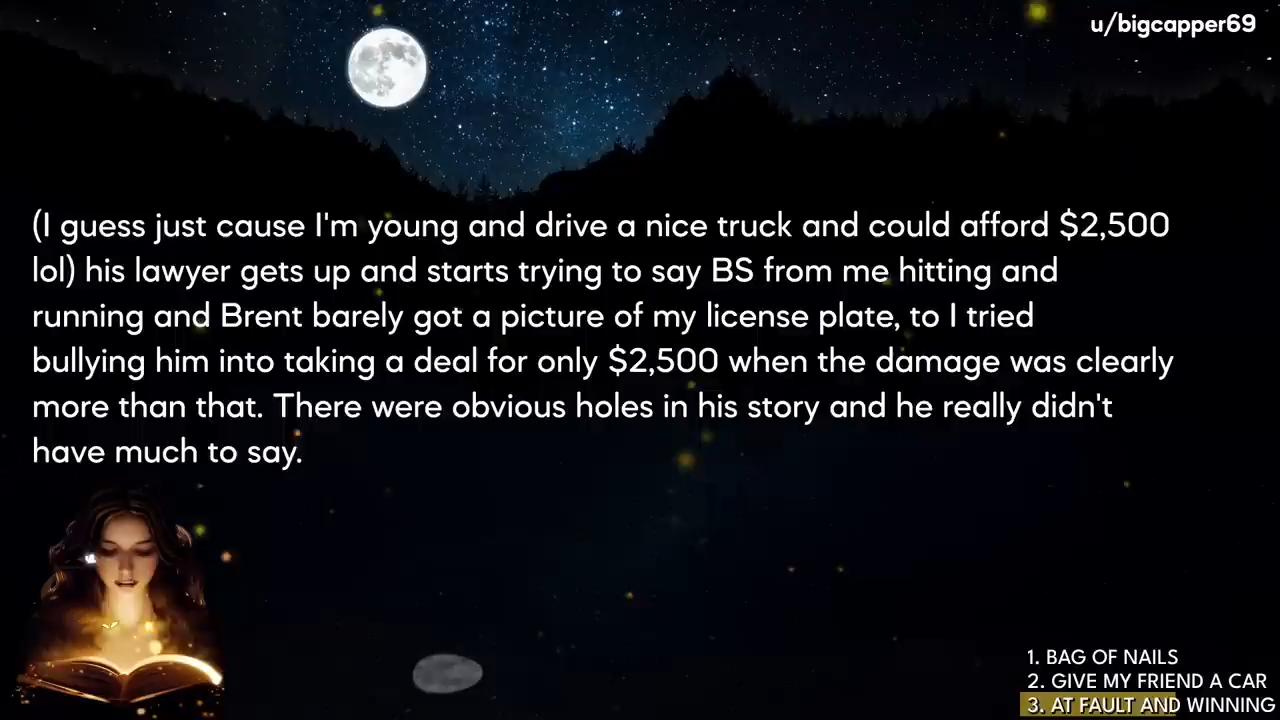 u/bigcapper69
(I guess just cause I'm young and drive a nice truck and could afford $2,500
lol) his lawyer gets up and starts trying to say BS from me hitting and
running and Brent barely got a picture of my license plate, to I tried
bullying him into taking a deal for only $2,500 when the damage was clearly
more than that. There were obvious holes in his story and he really didn't
have much to say.
1. BAG OF NAILS
2. GIVE MY FRIEND A CAR
3. AT FAULT AND WINNING